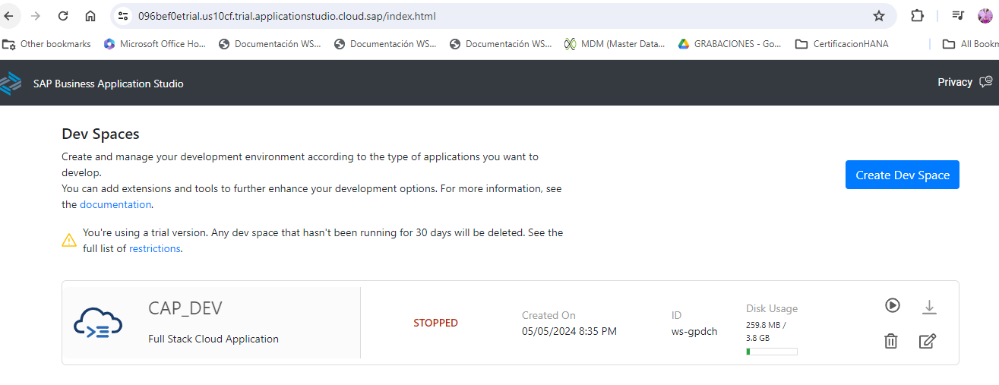 096bef0etrial.us10cf.trial.applicationstudio.cloud.sap/index.html
Other bookmarks Microsoft Office Ho... Documentación WS... Documentación WS... Documentación WS... MDM (Master Data... GRABACIONES - Go... CertificacionHANA All Bookm
SAP Business Application Studio Privacy
Dev Spaces
Create and manage your development environment according to the type of applications you want to
develop.
You can add extensions and tools to further enhance your development options. For more information, see
the documentation.
Create Dev Space
You're using a trial version. Any dev space that hasn't been running for 30 days will be deleted. See the
full list of restrictions.
CAP_DEV
Full Stack Cloud Application
STOPPED
Created On
05/05/2024 8:35 PM
ID
ws-gpdch
Disk Usage
259.8 MB /
3.8 GB